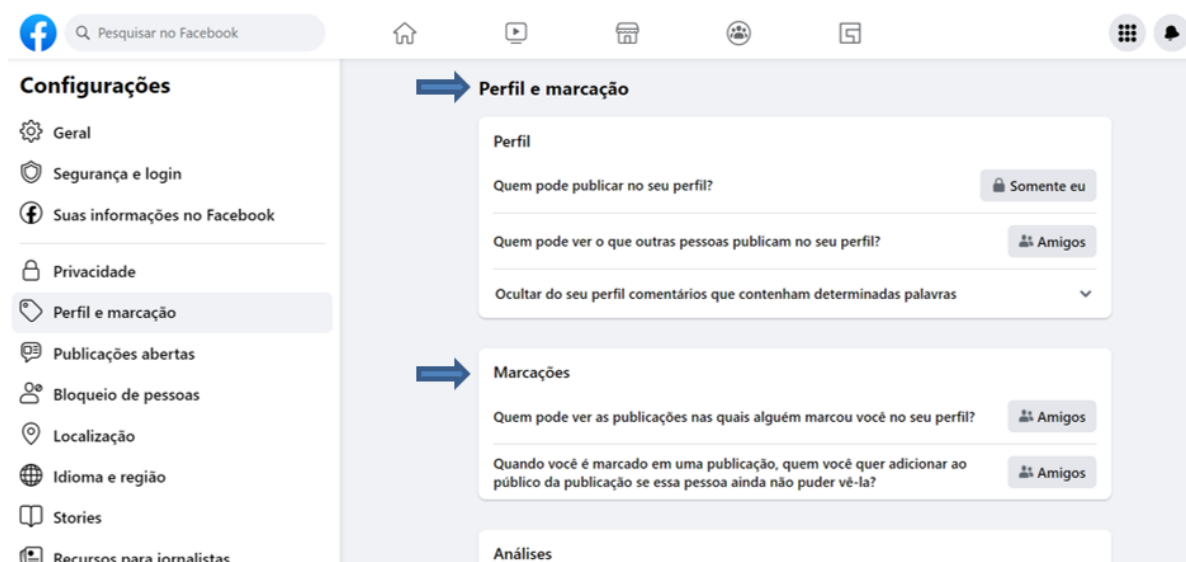 Pesquisar no Facebook
Configurações
Geral
Segurança e login
Suas informações no Facebook
Privacidade
Perfil e marcação
Publicações abertas
Bloqueio de pessoas
Localização
Idioma e região
Stories
Recursos para jornalistas
Perfil e marcação
Perfil
Quem pode publicar no seu perfil?
Somente eu
Quem pode ver o que outras pessoas publicam no seu perfil?
Amigos
Ocultar do seu perfil comentários que contenham determinadas palavras
Marcações
Quem pode ver as publicações nas quais alguém marcou você no seu perfil?
Amigos
Quando você é marcado em uma publicação, quem você quer adicionar ao
público da publicação se essa pessoa ainda não puder vê-la?
Amigos
Análises